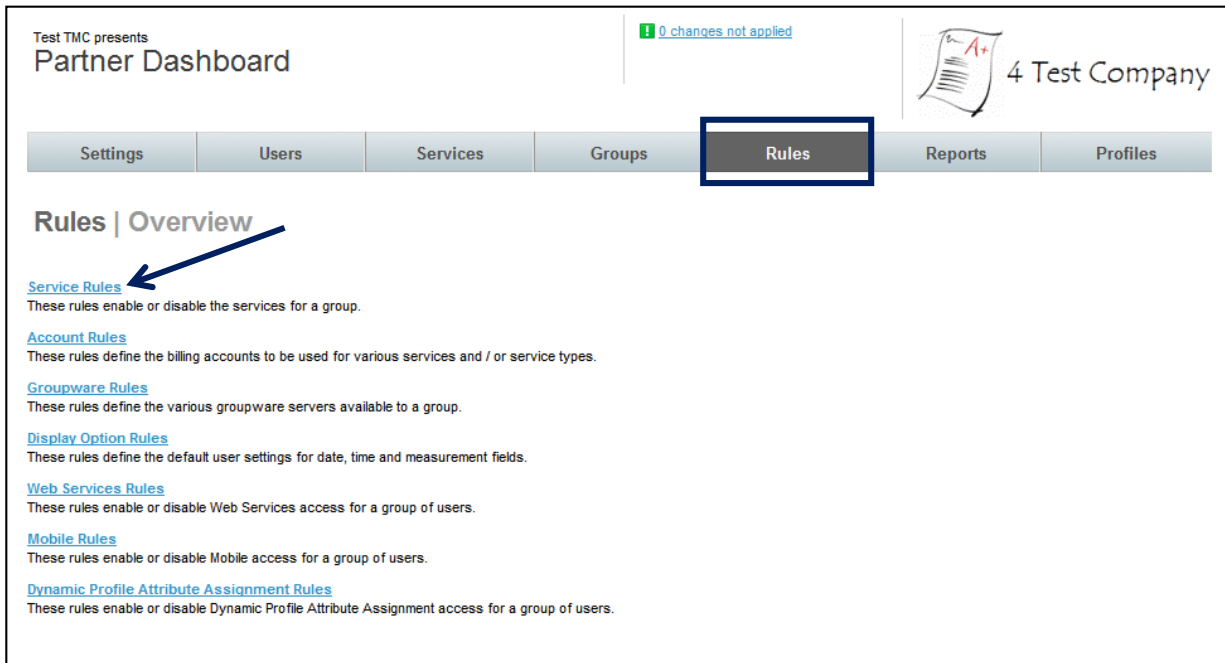 Test TMC presents
Partner Dashboard
0 changes not applied
A+
4 Test Company
Settings Users Services Groups Rules Reports Profiles
Rules | Overview
Service Rules
These rules enable or disable the services for a group.
Account Rules
These rules define the billing accounts to be used for various services and / or service types.
Groupware Rules
These rules define the various groupware servers available to a group.
Display Option Rules
These rules define the default user settings for date, time and measurement fields.
Web Services Rules
These rules enable or disable Web Services access for a group of users.
Mobile Rules
These rules enable or disable Mobile access for a group of users.
Dynamic Profile Attribute Assignment Rules
These rules enable or disable Dynamic Profile Attribute Assignment access for a group of users.